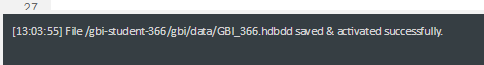 27
[13:03:55] File /gbi-student-366/gbi/data/GBI_366.hdbdd saved & activated successfully.